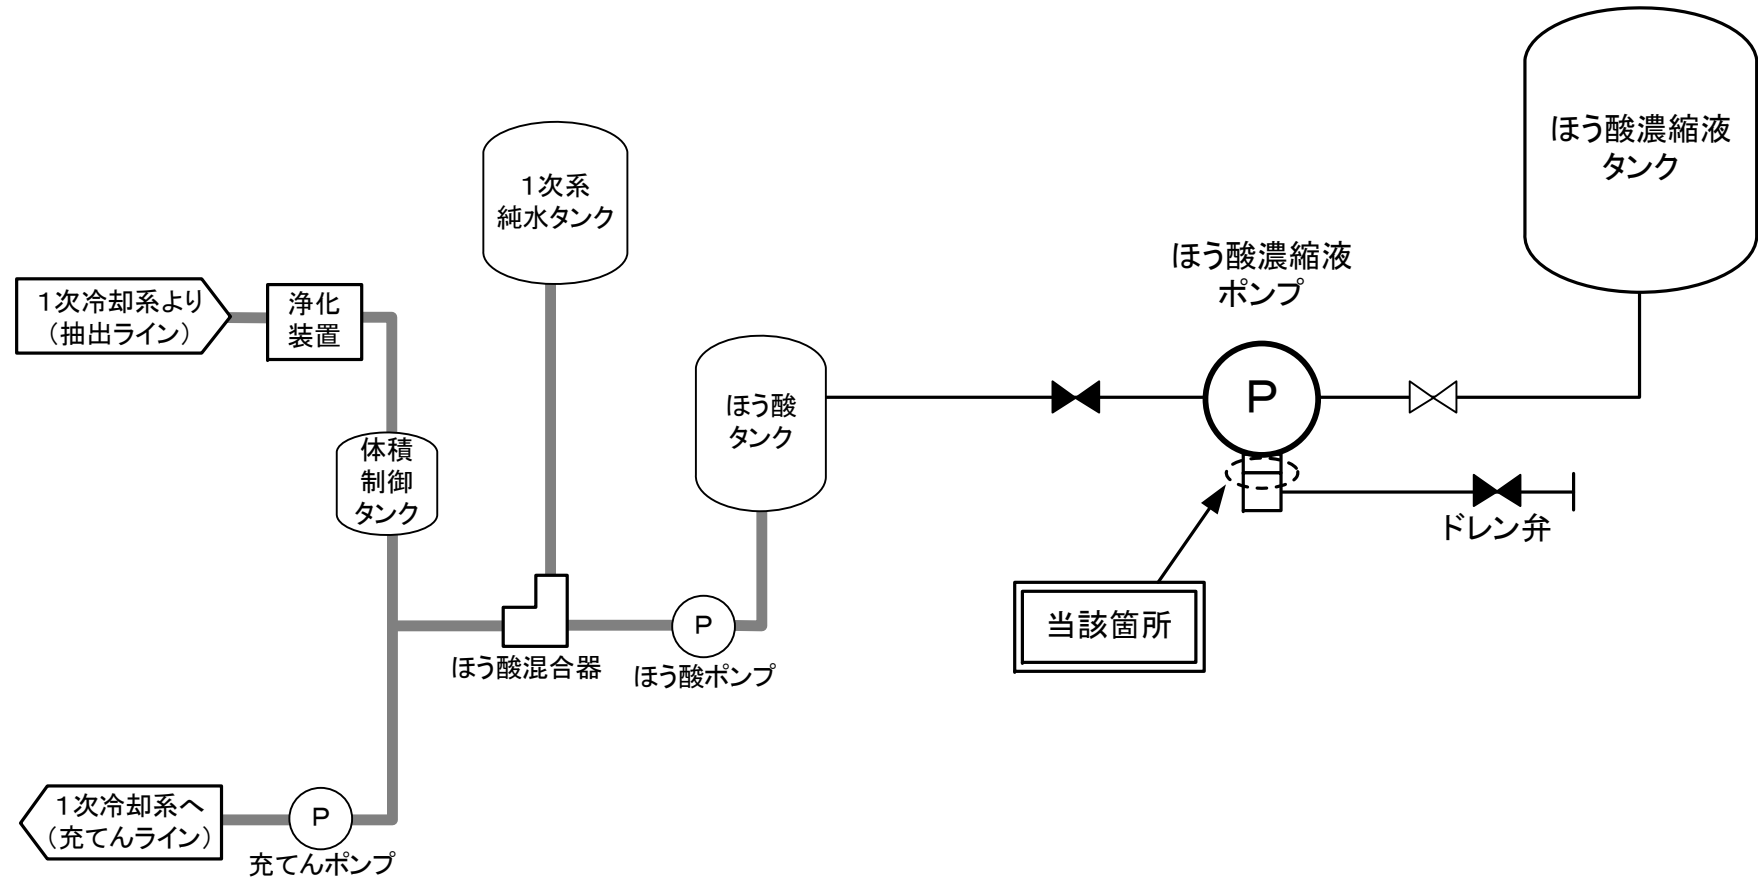 ほう酸濃縮液
タンク
1次系
純水タンク
ほう酸濃縮液
ポンプ
1次冷却系より
(抽出ライン)
浄化
装置
ほう酸
タンク
P
体積
制御
タンク
ドレン弁
当該箇所
P
ほう酸混合器
ほう酸ポンプ
1次冷却系へ
(充てんライン)
P
充てんポンプ